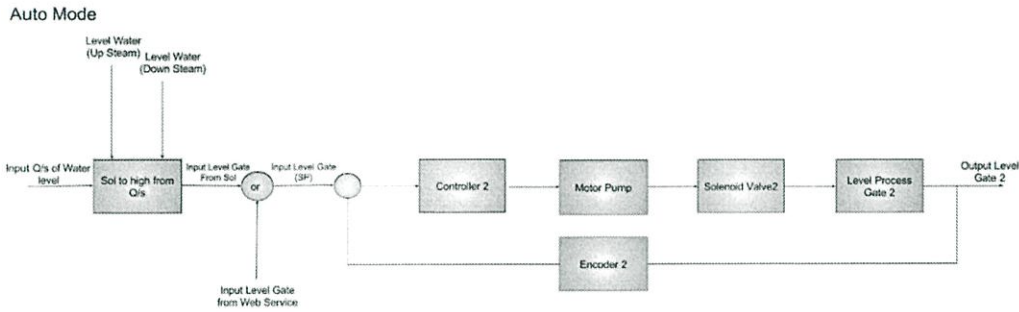 Auto Mode
Level Water
(Up Steam)
Level Water
(Down Steam)
Input Q/s of Water
level
Sol to high from
Q/s
Input Level Gate
From Sol
or
Input Level Gate
(SP)
Controller 2
Motor Pump
Solenoid Valve2
Level Process
Gate 2
Output Level
Gate 2
Encoder 2
Input Level Gate
from Web Service